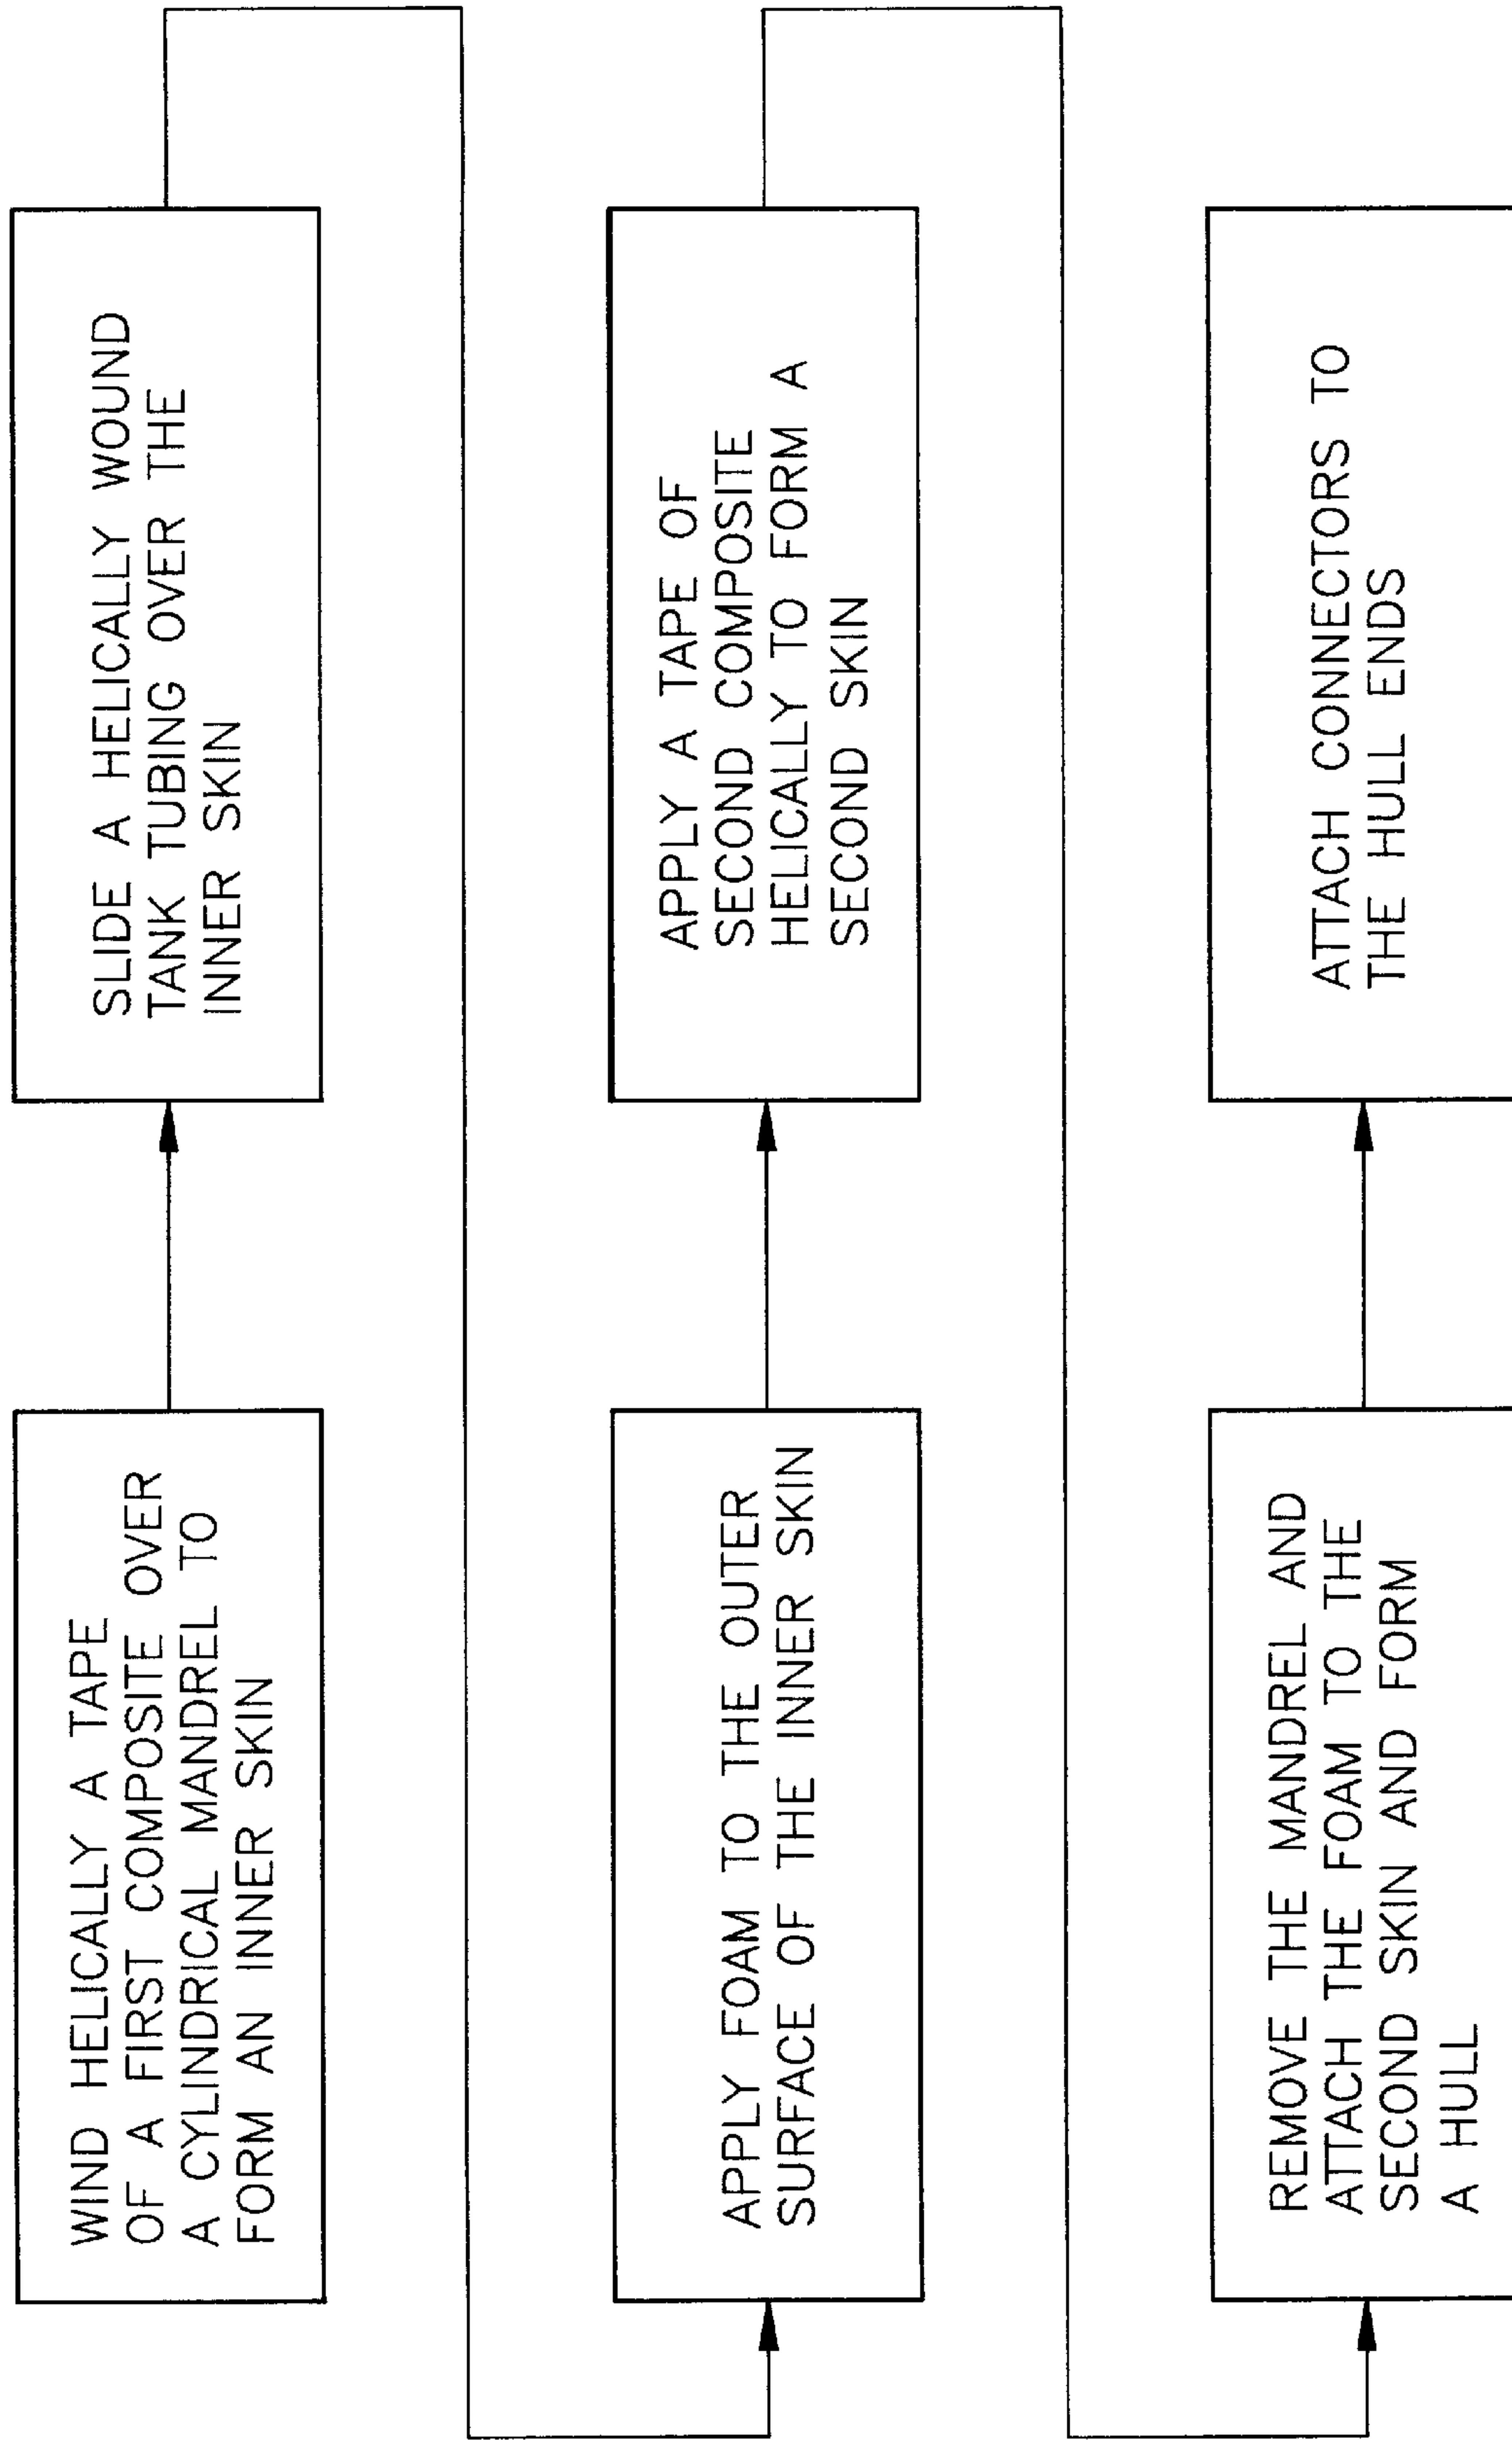 WIND HELICALLY A TAPE
OF A FIRST COMPOSITE OVER
A CYLINDRICAL MANDREL TO
FORM AN INNER SKIN
SLIDE A HELICALLY WOUND
TANK TUBING OVER THE
INNER SKIN
APPLY FOAM TO THE OUTER
SURFACE OF THE INNER SKIN
APPLY A TAPE OF
SECOND COMPOSITE
HELICALLY TO FORM A
SECOND SKIN
REMOVE THE MANDREL AND
ATTACH THE FOAM TO THE
SECOND SKIN AND FORM
A HULL
ATTACH CONNECTORS TO
THE HULL ENDS